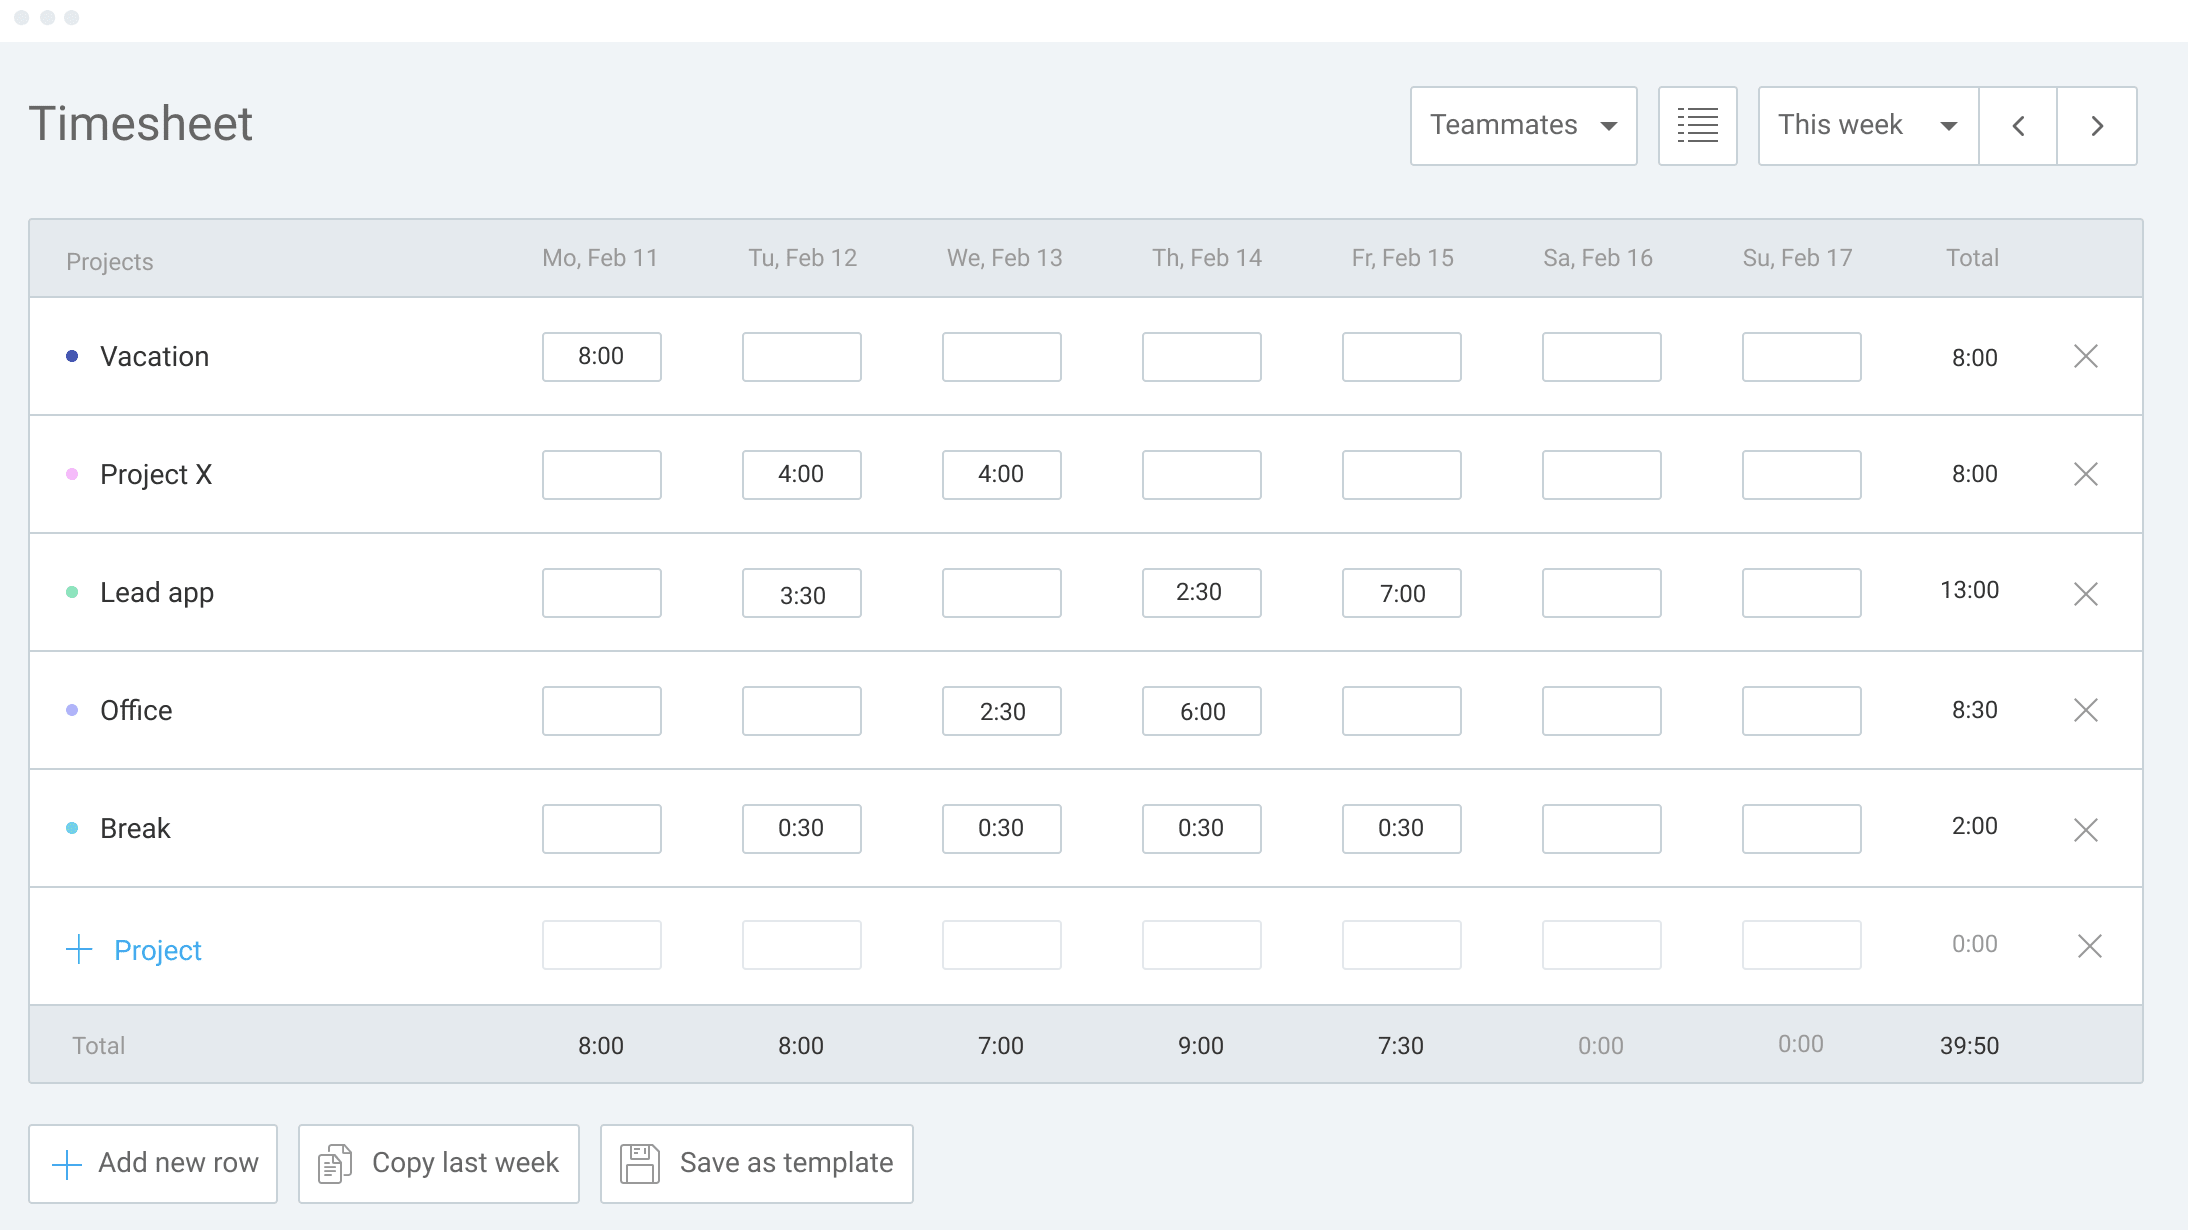 Timesheet Teammates This week
Projects Mo, Feb 11 Tu, Feb 12 We, Feb 13 Th, Feb 14 Fr, Feb 15 Sa, Feb 16 Su, Feb 17 Total
Vacation 8:00 8:00
Project X 4:00 4:00 8:00
Lead app 3:30 2:30 7:00 13:00
Office 2:30 6:00 8:30
Break 0:30 0:30 0:30 0:30 2:00
Project 0:00
Total 8:00 8:00 7:00 9:00 7:30 0:00 0:00 39:50
Add new row Copy last week Save as template